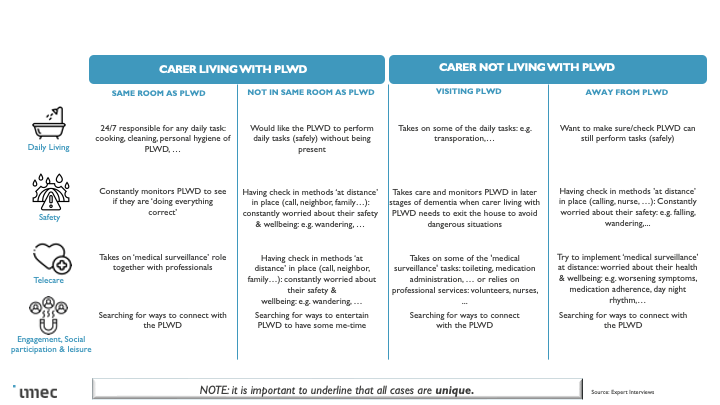 CARER LIVING WITH PLWD
CARER NOT LIVING WITH PLWD
SAME ROOM AS PLWD
NOT IN SAME ROOM AS PLWD
VISITING PLWD
AWAY FROM PLWD
Daily Living
24/7 responsible for any daily task:
cooking, cleaning, personal hygiene of
PLWD, …
Would like the PLWD to perform
daily tasks (safely) without being
present
Takes on some of the daily tasks: e.g.
transporation,…
Want to make sure/check PLWD can
still perform tasks (safely)
Safety
Constantly monitors PLWD to see
if they are ‘doing everything
correct’
Having check in methods ‘at distance’
in place (call, neighbor, family…):
constantly worried about their safety
& wellbeing: e.g. wandering, …
Takes care and monitors PLWD in later
stages of dementia when carer living with
PLWD needs to exit the house to avoid
dangerous situations
Having check in methods ‘at distance’
in place (calling, nurse, …): Constantly
worried about their safety: e.g. falling,
wandering,...
Telecare
Takes on ‘medical surveillance’ role
together with professionals
Having check in methods ‘at
distance’ in place (call, neighbor,
family…): constantly worried about
their safety &
wellbeing: e.g. wandering, …
Takes on some of the ‘medical
surveillance’ tasks: toileting, medication
administration, … or relies on
professional services: volunteers, nurses,
...
Try to implement ‘medical surveillance’
at distance: worried about their health
& wellbeing: e.g. worsening symptoms,
medication adherence, day night
rhythm,…
Engagement, Social
participation & leisure
Searching for ways to connect with
the PLWD
Searching for ways to entertain
PLWD to have some me-time
Searching for ways to connect
with the PLWD
Searching for ways to connect with
the PLWD
imec
NOTE: it is important to underline that all cases are unique.
Source: Expert Interviews